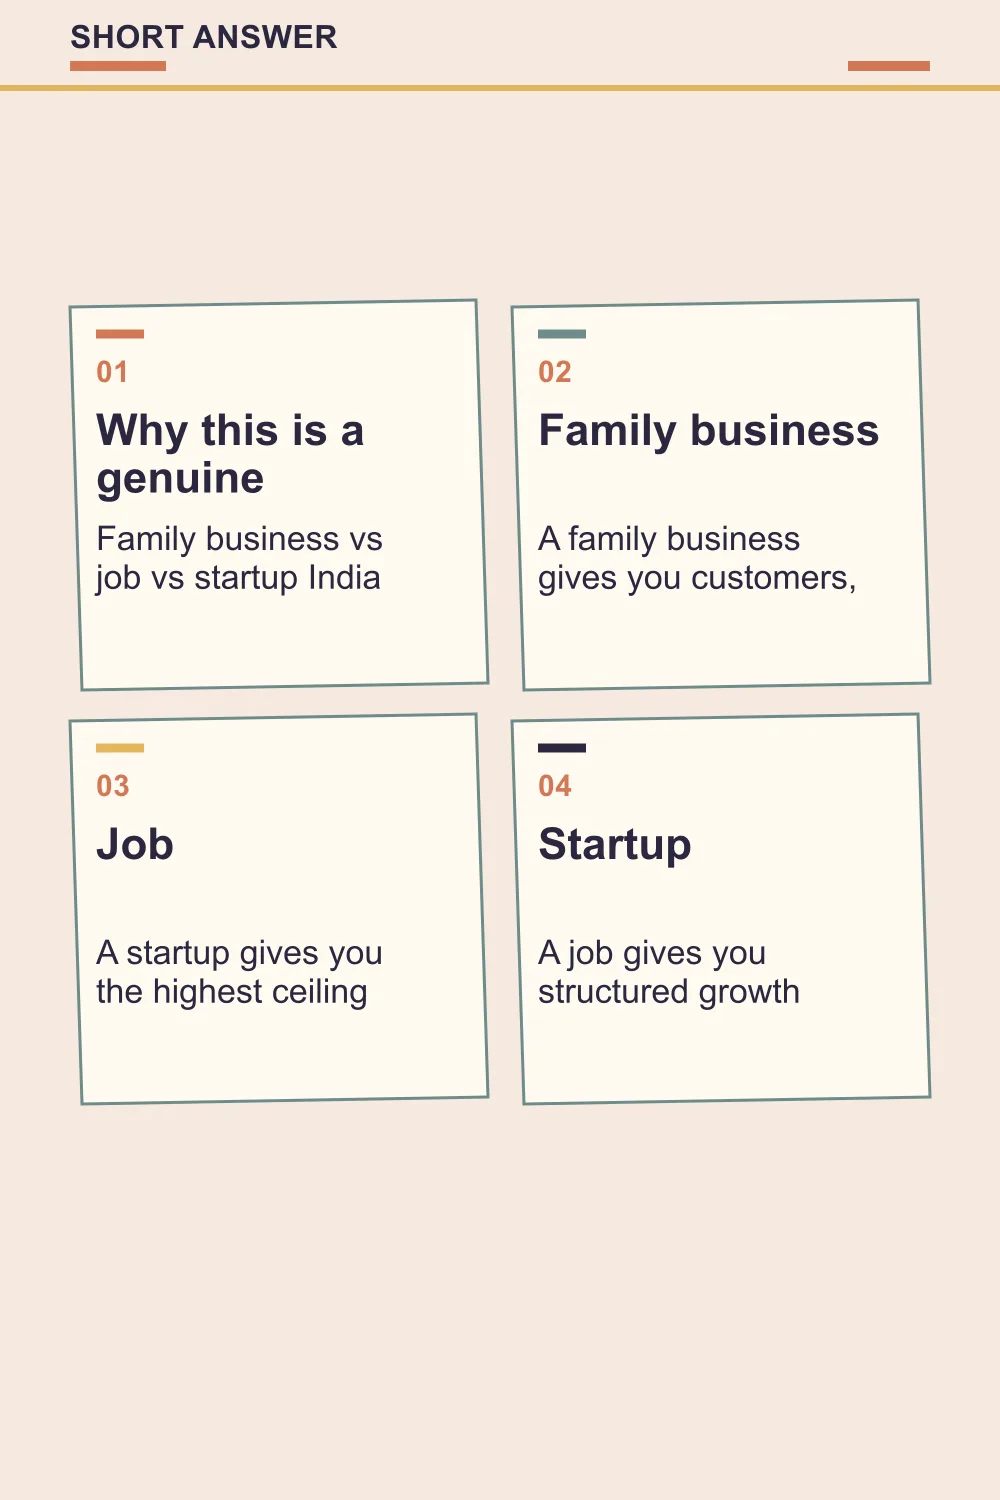 SHORT ANSWER
01
Why this is a
genuine
Family business vs
job vs startup India
02
Family business
A family business
gives you customers,
03
Job
A startup gives you
the highest ceiling
04
Startup
A job gives you
structured growth